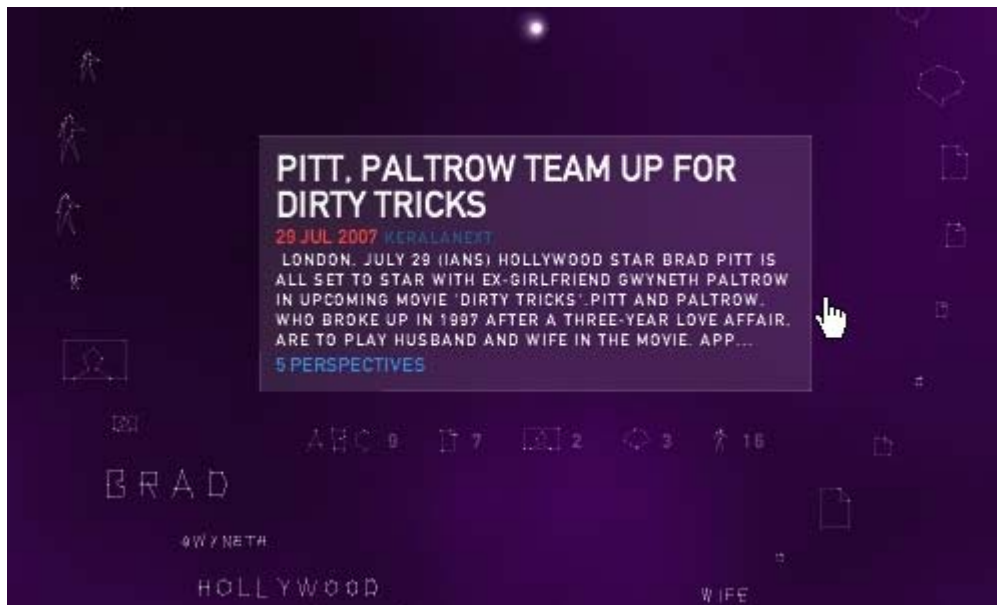 PITT, PALTROW TEAM UP FOR
DIRTY TRICKS
29 JUL 2007 KERALANEXT
LONDON, JULY 29 (IANS) HOLLYWOOD STAR BRAD PITT IS
ALL SET TO STAR WITH EX-GIRLFRIEND GWYNETH PALTROW
IN UPCOMING MOVIE 'DIRTY TRICKS'.PITT AND PALTROW,
WHO BROKE UP IN 1997 AFTER A THREE-YEAR LOVE AFFAIR,
ARE TO PLAY HUSBAND AND WIFE IN THE MOVIE. APP...
5 PERSPECTIVES
ABC 9 7 2 3 16
BRAD
GWYNETH
HOLLYWOOD
WIFE